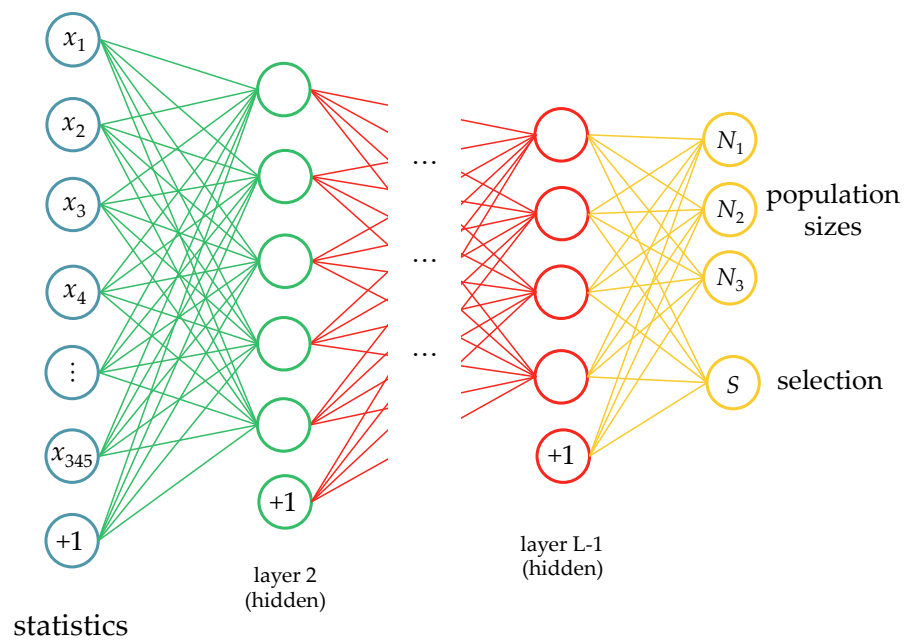 x1
x2
x3
x4
⋮
x345
+1
statistics
+1
layer 2
(hidden)
...
...
...
+1
layer L-1
(hidden)
N1
N2
N3
population
sizes
S
selection